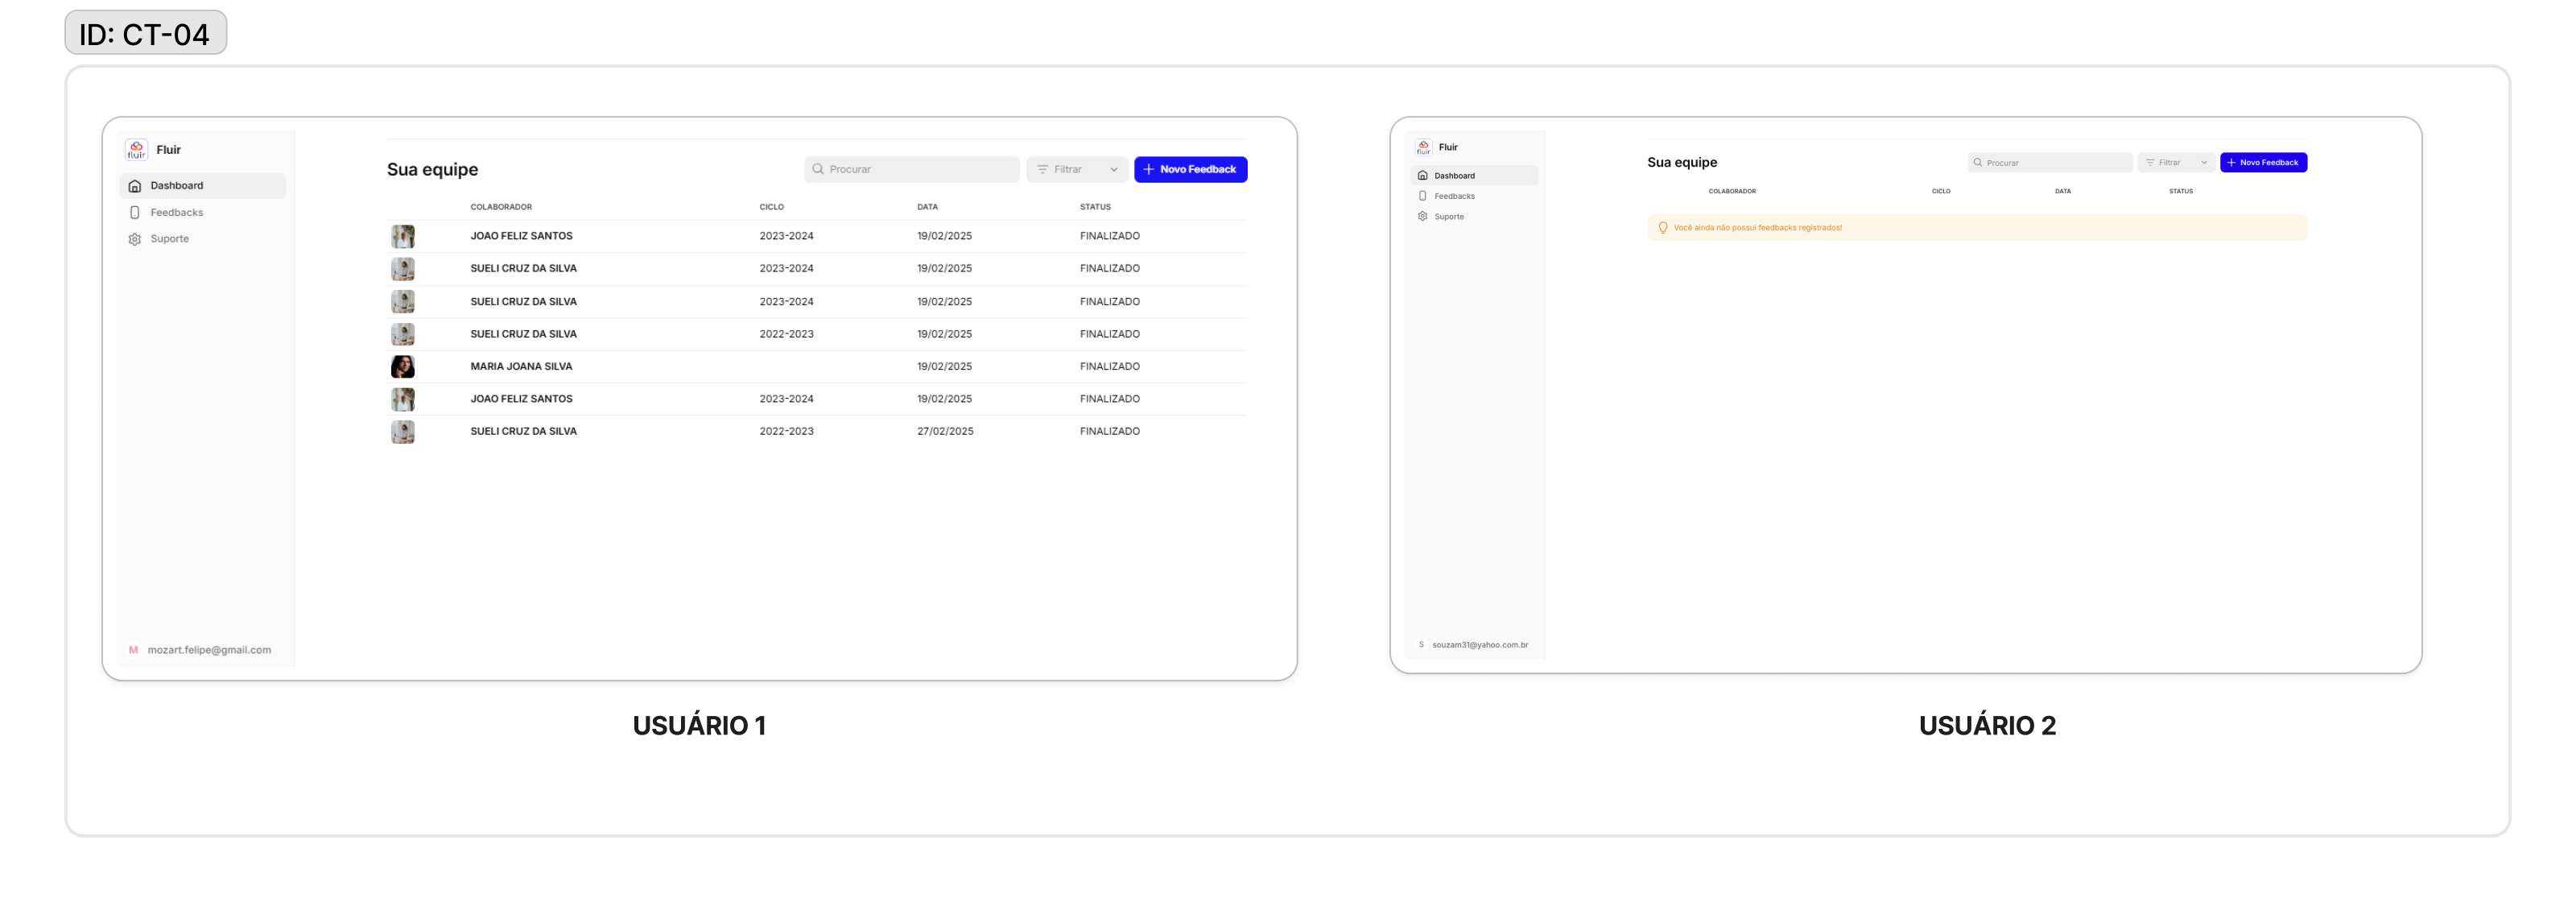 ID: CT-04
fluir
Fluir
Dashboard
Feedbacks
Suporte
mozart.felipe@gmail.com
M
Sua equipe
Procurar
Filtrar
Novo Feedback
COLABORADOR CICLO DATA STATUS
JOAO FELIZ SANTOS 2023-2024 19/02/2025 FINALIZADO
SUELI CRUZ DA SILVA 2023-2024 19/02/2025 FINALIZADO
SUELI CRUZ DA SILVA 2023-2024 19/02/2025 FINALIZADO
SUELI CRUZ DA SILVA 2022-2023 19/02/2025 FINALIZADO
MARIA JOANA SILVA 19/02/2025 FINALIZADO
JOAO FELIZ SANTOS 2023-2024 19/02/2025 FINALIZADO
SUELI CRUZ DA SILVA 2022-2023 27/02/2025 FINALIZADO
USUÁRIO 1
fluir
Fluir
Dashboard
Feedbacks
Suporte
S
souzam31@yahoo.com.br
Sua equipe
Procurar
Filtrar
Novo Feedback
COLABORADOR CICLO DATA STATUS
Você ainda não possui feedbacks registrados!
USUÁRIO 2